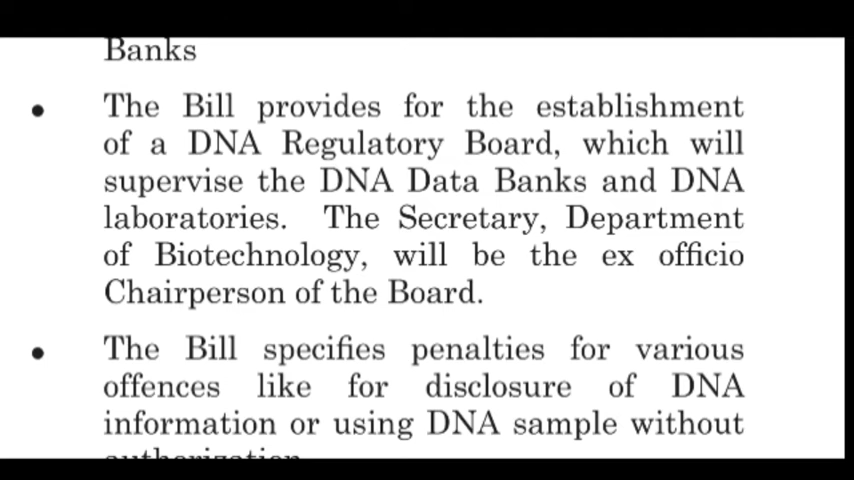 Banks
• The Bill provides for the establishment
of a DNA Regulatory Board, which will
supervise the DNA Data Banks and DNA
laboratories. The Secretary, Department
of Biotechnology, will be the ex officio
Chairperson of the Board.
• The Bill specifies penalties for various
offences like for disclosure of DNA
information or using DNA sample without
authorization